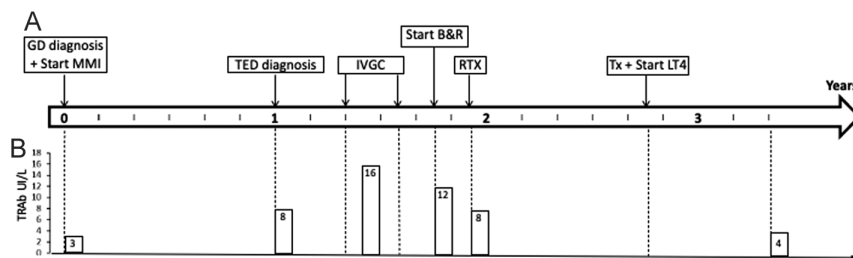 A
GD diagnosis
+ Start MMI
TED diagnosis
IVGC
Start B&R
RTX
Tx + Start LT4
Years
0
1
2
3
B
TRAb UI/L
18
16
14
12
10
8
6
4
2
0
3
8
16
12
8
4